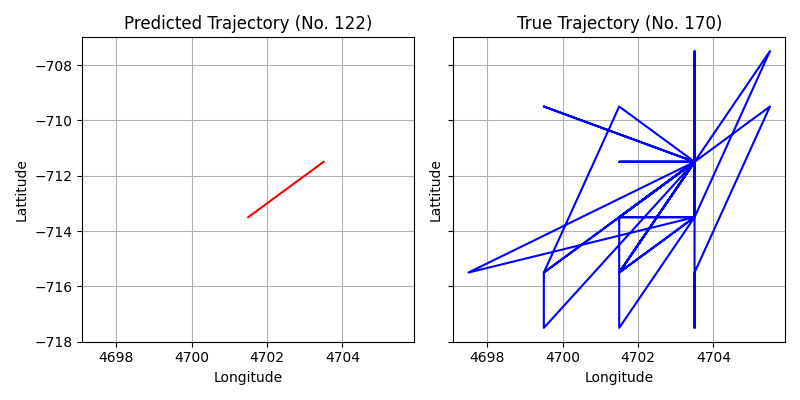 Predicted Trajectory (No. 122)
Lattitude
−708
−710
−712
−714
−716
−718
4698 4700 4702 4704
Longitude
True Trajectory (No. 170)
Lattitude
4698 4700 4702 4704
Longitude